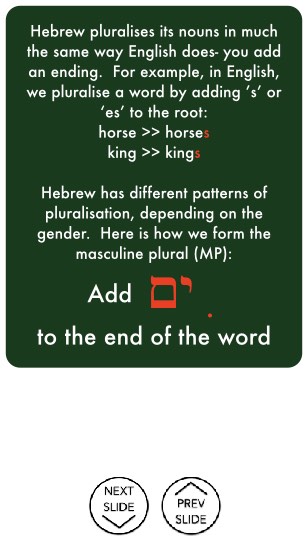 Hebrew pluralises its nouns in much
the same way English does- you add
an ending. For example, in English,
we pluralise a word by adding ‘s’ or
‘es’ to the root:
horse >> horses
king >> kings
Hebrew has different patterns of
pluralisation, depending on the
gender. Here is how we form the
masculine plural (MP):
Add ִים
to the end of the word
NEXT
SLIDE
PREV
SLIDE